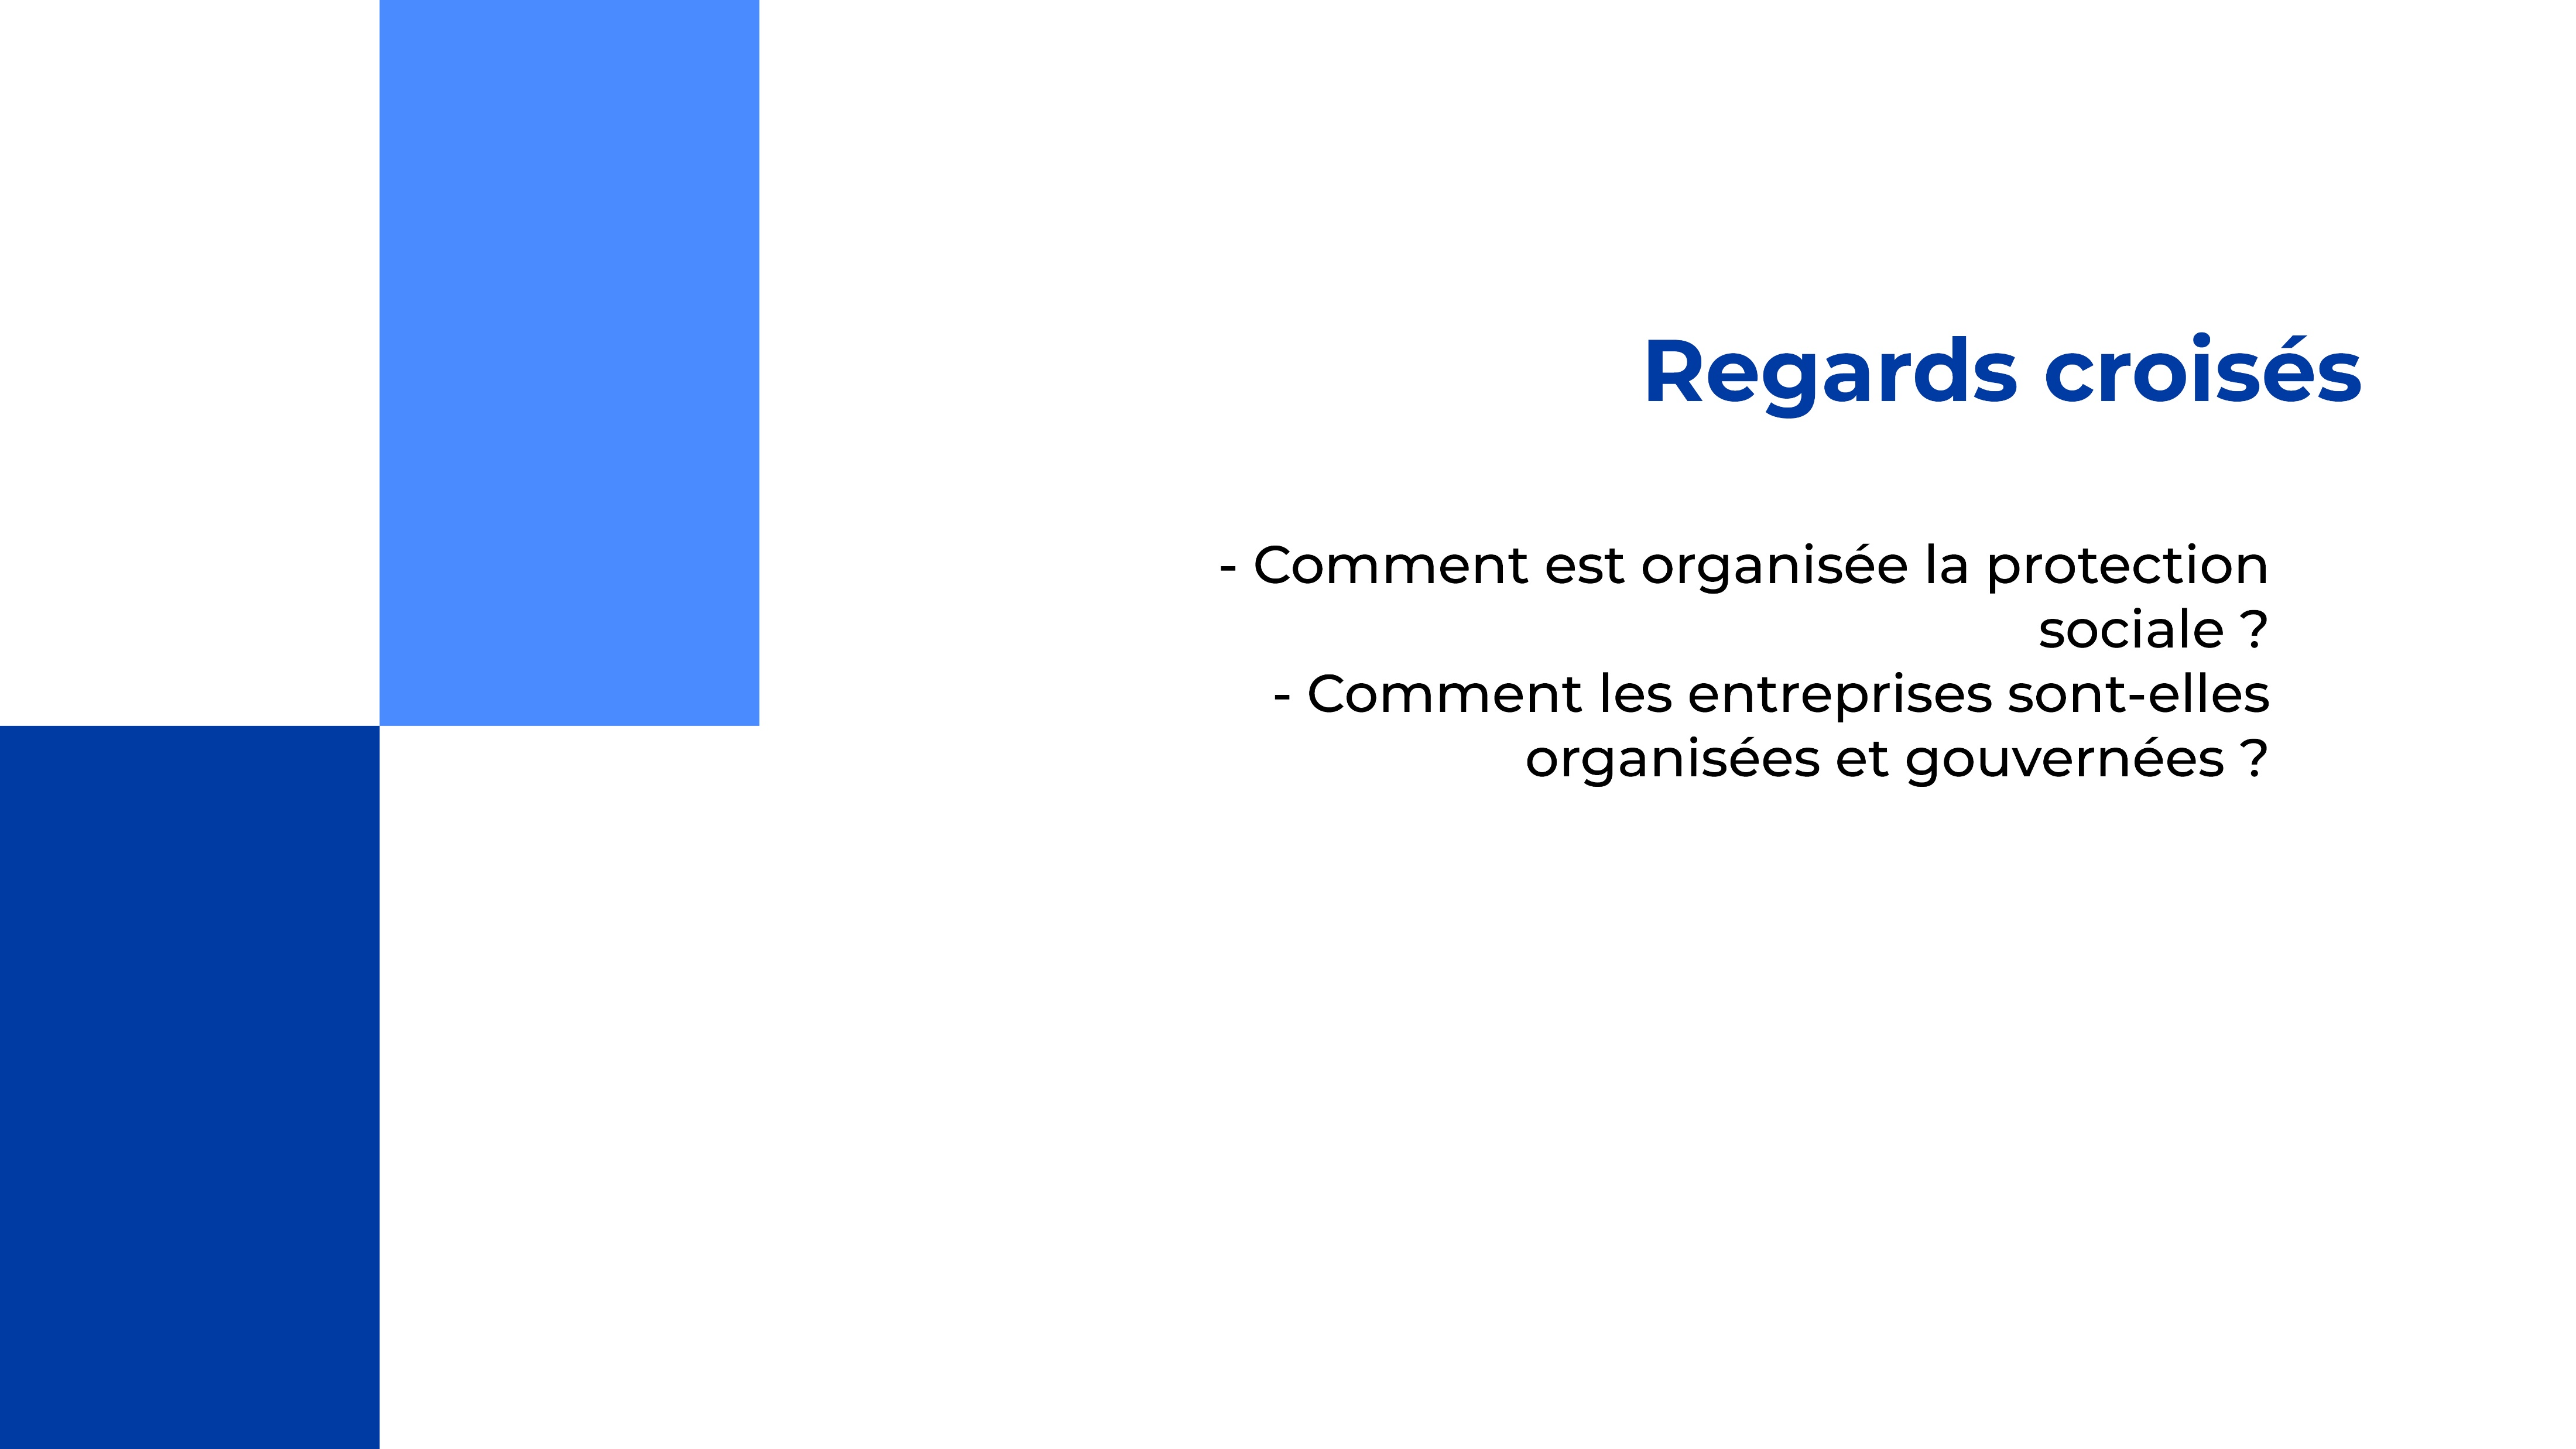 Regards croisés
- Comment est organisée la protection
sociale ?
- Comment les entreprises sont-elles
organisées et gouvernées ?